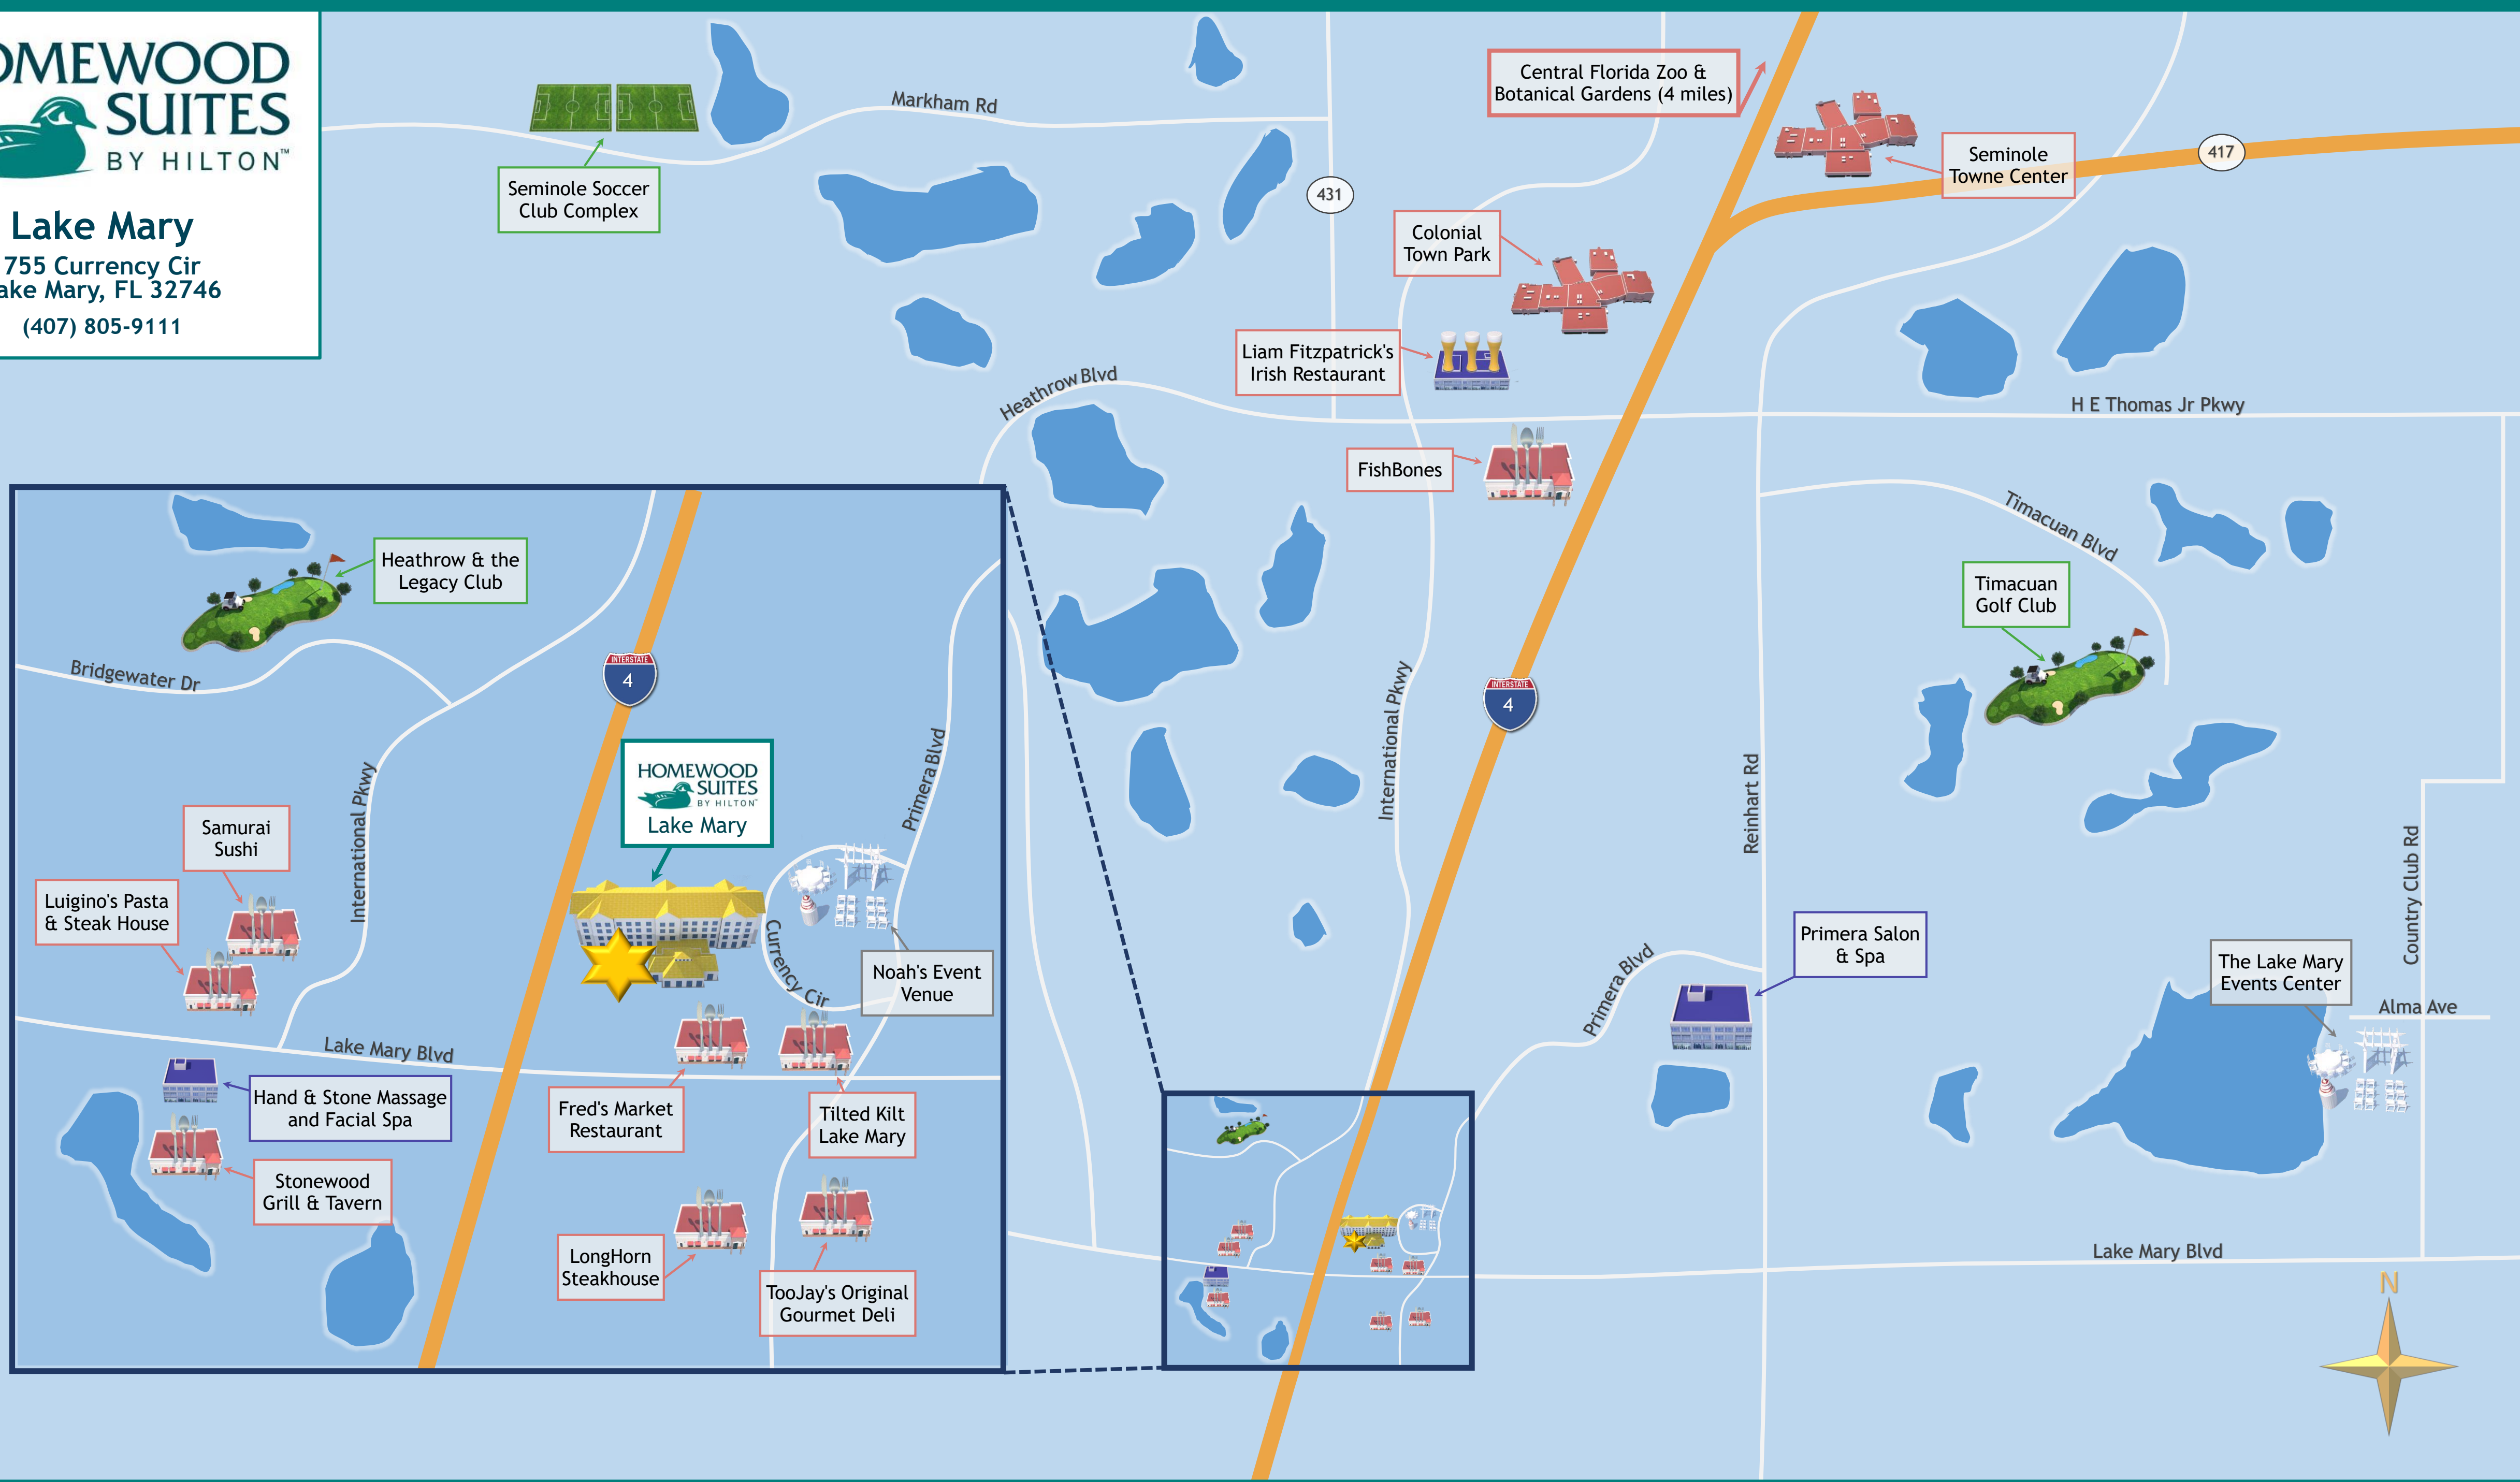 SUITES
BY HILTON™
Lake Mary
755 Currency Cir
Mary, FL 32746
(407) 805-9111
Seminole Soccer
Club Complex
Markham Rd
431
Central Florida Zoo &
Botanical Gardens (4 miles)
Seminole
Towne Center
417
Colonial
Town Park
Liam Fitzpatrick's
Irish Restaurant
Heathrow Blvd
H E Thomas Jr Pkwy
FishBones
Timacuan Blvd
Timacuan
Golf Club
International Pkwy
INTERSTATE
4
Reinhart Rd
Country Club Rd
Primera Salon
& Spa
Primera Blvd
The Lake Mary
Events Center
Alma Ave
Lake Mary Blvd
N
Heathrow & the
Legacy Club
Bridgewater Dr
INTERSTATE
4
International Pkwy
HOMEWOOD
SUITES
BY HILTON™
Lake Mary
Primera Blvd
Samurai
Sushi
Luigino's Pasta
& Steak House
Currency Cir
Noah's Event
Venue
Lake Mary Blvd
Hand & Stone Massage
and Facial Spa
Fred's Market
Restaurant
Tilted Kilt
Lake Mary
Stonewood
Grill & Tavern
LongHorn
Steakhouse
TooJay's Original
Gourmet Deli